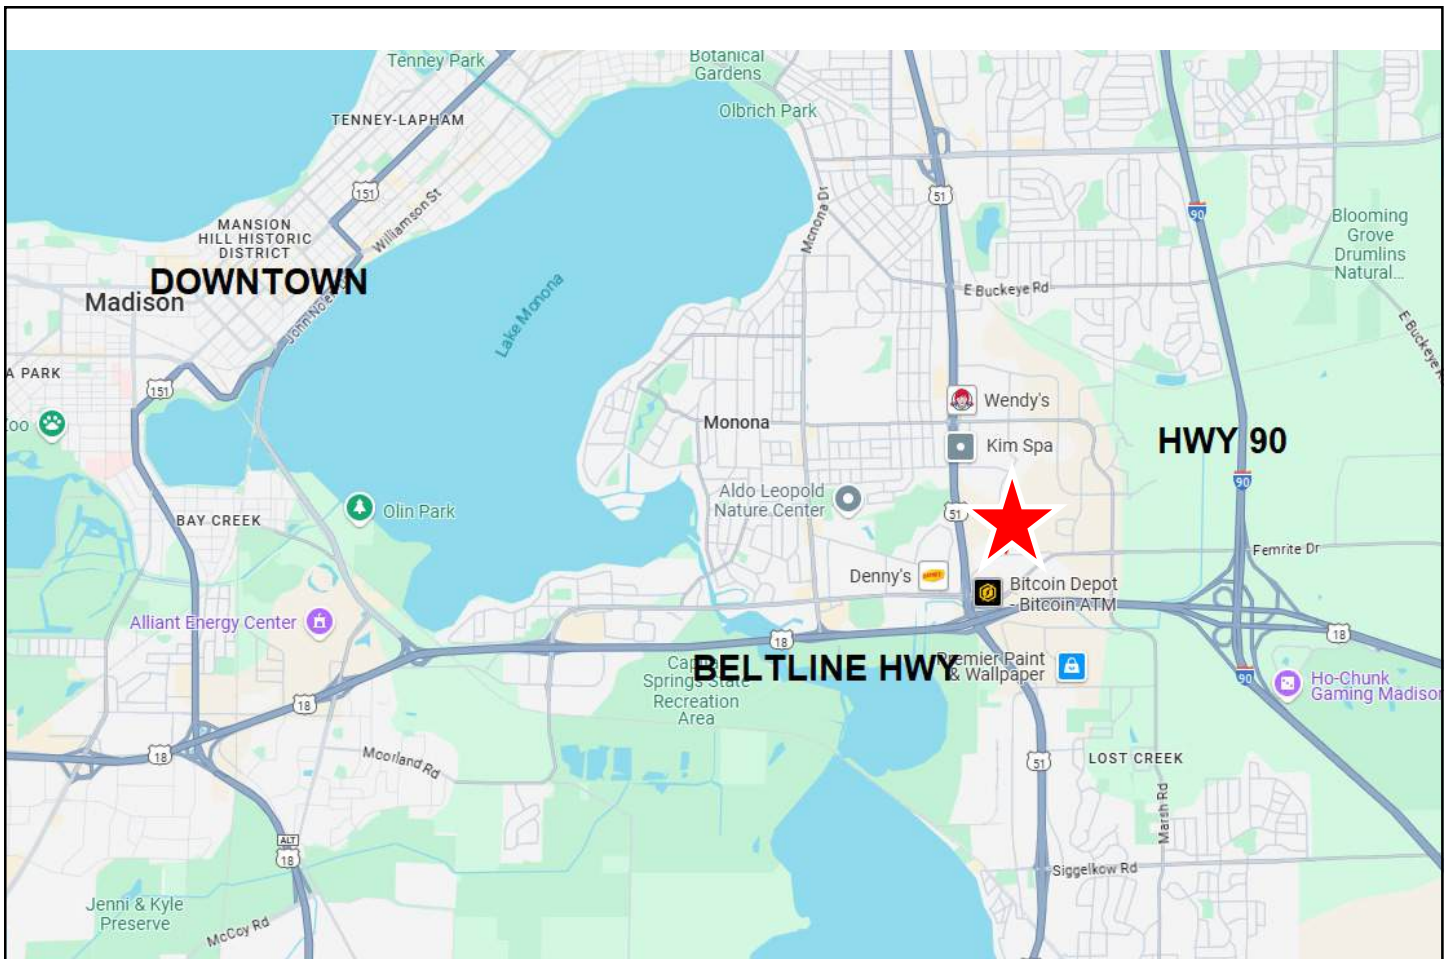 Tenney Park
Botanical
Gardens
Olbrich Park
TENNEY-LAPHAM
151
Williamson St
Monona Dr
51
90
MANSION
HILL HISTORIC
DISTRICT
Blooming
Grove
Drumlins
Natural...
DOWNTOWN
Madison
John Nolen
Lake Monona
E Buckeye Rd
E Buckeye R
A PARK
151
Wendy's
oo
Monona
Kim Spa
HWY 90
90
Aldo Leopold
Nature Center
51
Olin Park
BAY CREEK
Femrite Dr
Denny's
Bitcoin Depot
- Bitcoin ATM
Alliant Energy Center
18
18
BELTLINE HWY
Premier Paint
& Wallpaper
Capital
Springs State
Recreation
Area
90
Ho-Chunk
Gaming Madison
18
18
Moorland Rd
51
LOST CREEK
Marsh Rd
ALT
18
Siggelkow Rd
Jenni & Kyle
Preserve
McCoy Rd